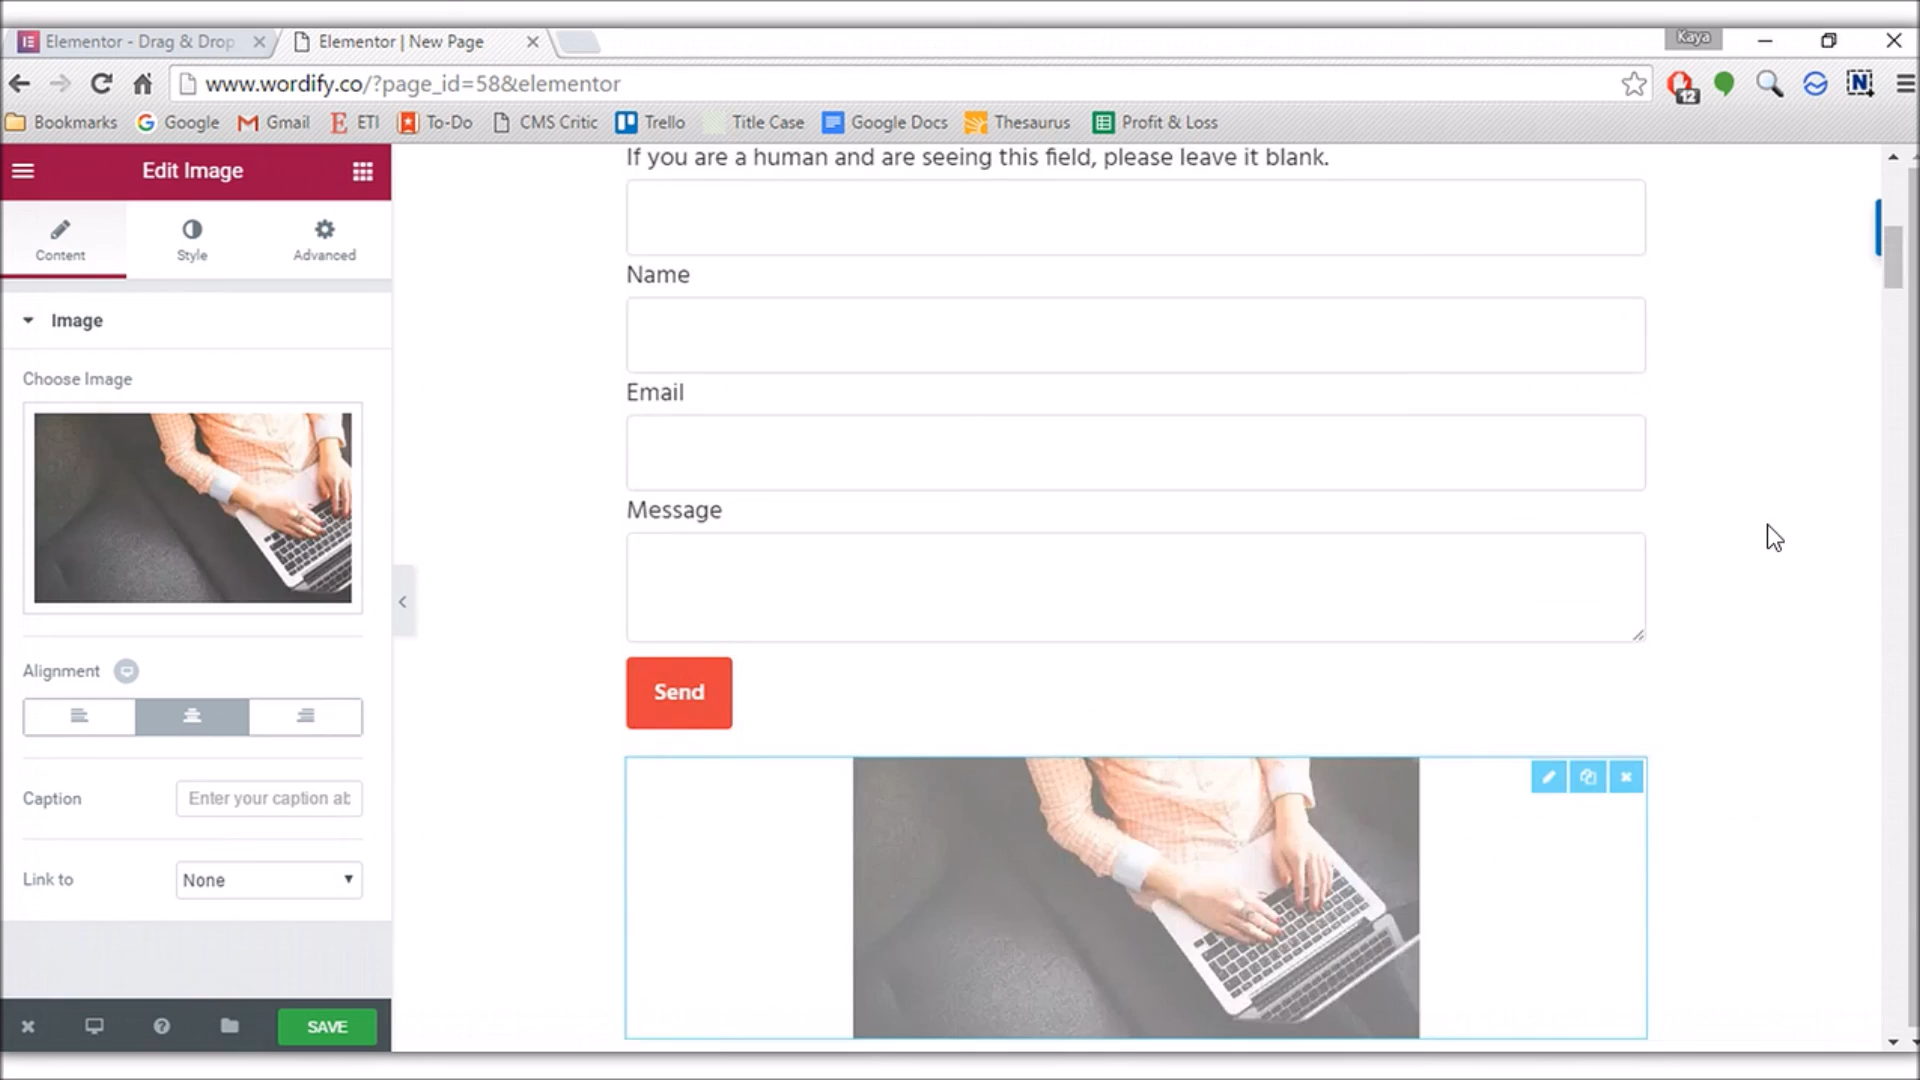 Elementor - Drag & Drop
Elementor | New Page
Kaya
www.wordify.co/?page_id=58&elementor
12
Bookmarks
Google
Gmail
ETI
To-Do
CMS Critic
Trello
Title Case
Google Docs
Thesaurus
Profit & Loss
Edit Image
Content
Style
Advanced
Image
Choose Image
Alignment
Caption
Enter your caption ab
Link to
None
SAVE
If you are a human and are seeing this field, please leave it blank.
Name
Email
Message
Send